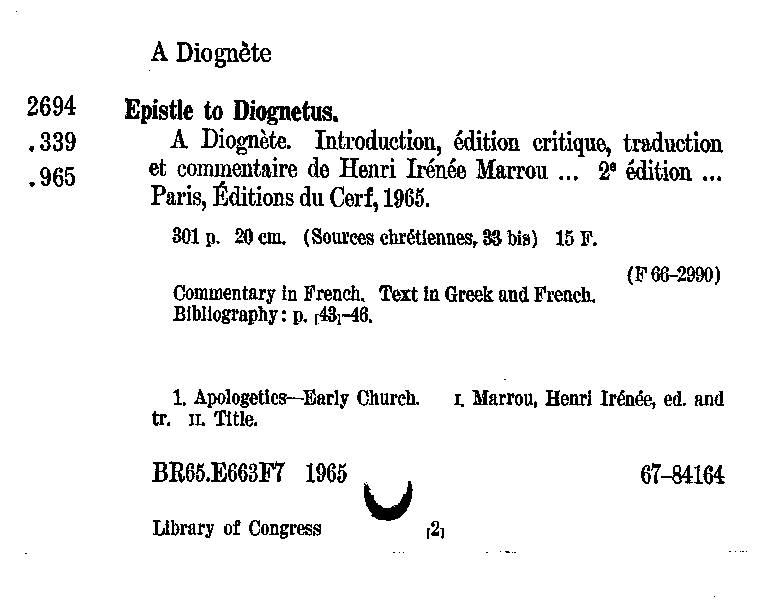 A Diognète
2694
.339
.965
Epistle to Diognetus.
A Diognète. Introduction, édition critique, traduction
et commentaire de Henri Irénée Marrou ... 2e édition ...
Paris, Éditions du Cerf, 1965.
301 p. 20 cm. (Sources chrétiennes, 33 bis) 15 F.
(F 66–2990)
Commentary in French. Text in Greek and French.
Bibliography: p. [43]–46.
1. Apologetics—Early Church. I. Marrou, Henri Irénée, ed. and
tr. II. Title.
BR65.E663F7 1965 67–84164
Library of Congress [2]